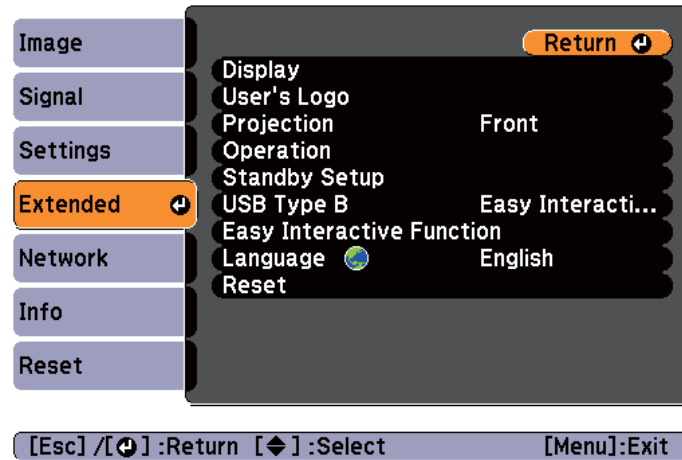 Image
Signal
Settings
Extended
Network
Info
Reset
Return
Display
User's Logo
Projection Front
Operation
Standby Setup
USB Type B Easy Interacti...
Easy Interactive Function
Language English
Reset
[Esc] /[ ] :Return [ ] :Select [Menu]:Exit